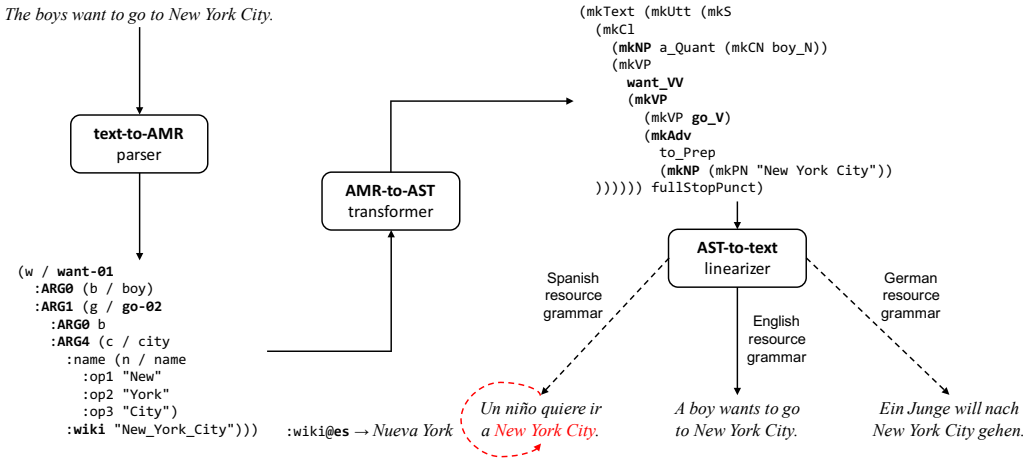 The boys want to go to New York City.
text-to-AMR
parser
(w / want-01
:ARG0 (b / boy)
:ARG1 (g / go-02
:ARG0 b
:ARG4 (c / city
:name (n / name
:op1 "New"
:op2 "York"
:op3 "City")
:wiki "New_York_City")))
:wiki@es → Nueva York
AMR-to-AST
transformer
(mkText (mkUtt (mkS
(mkCl
(mkNP a_Quant (mkCN boy_N))
(mkVP
want_VV
(mkVP
(mkVP go_V)
(mkAdv
to_Prep
(mkNP (mkPN "New York City"))
)))))) fullStopPunct)
AST-to-text
linearizer
Spanish
resource
grammar
English
resource
grammar
German
resource
grammar
Un niño quiere ir
a New York City.
A boy wants to go
to New York City.
Ein Junge will nach
New York City gehen.